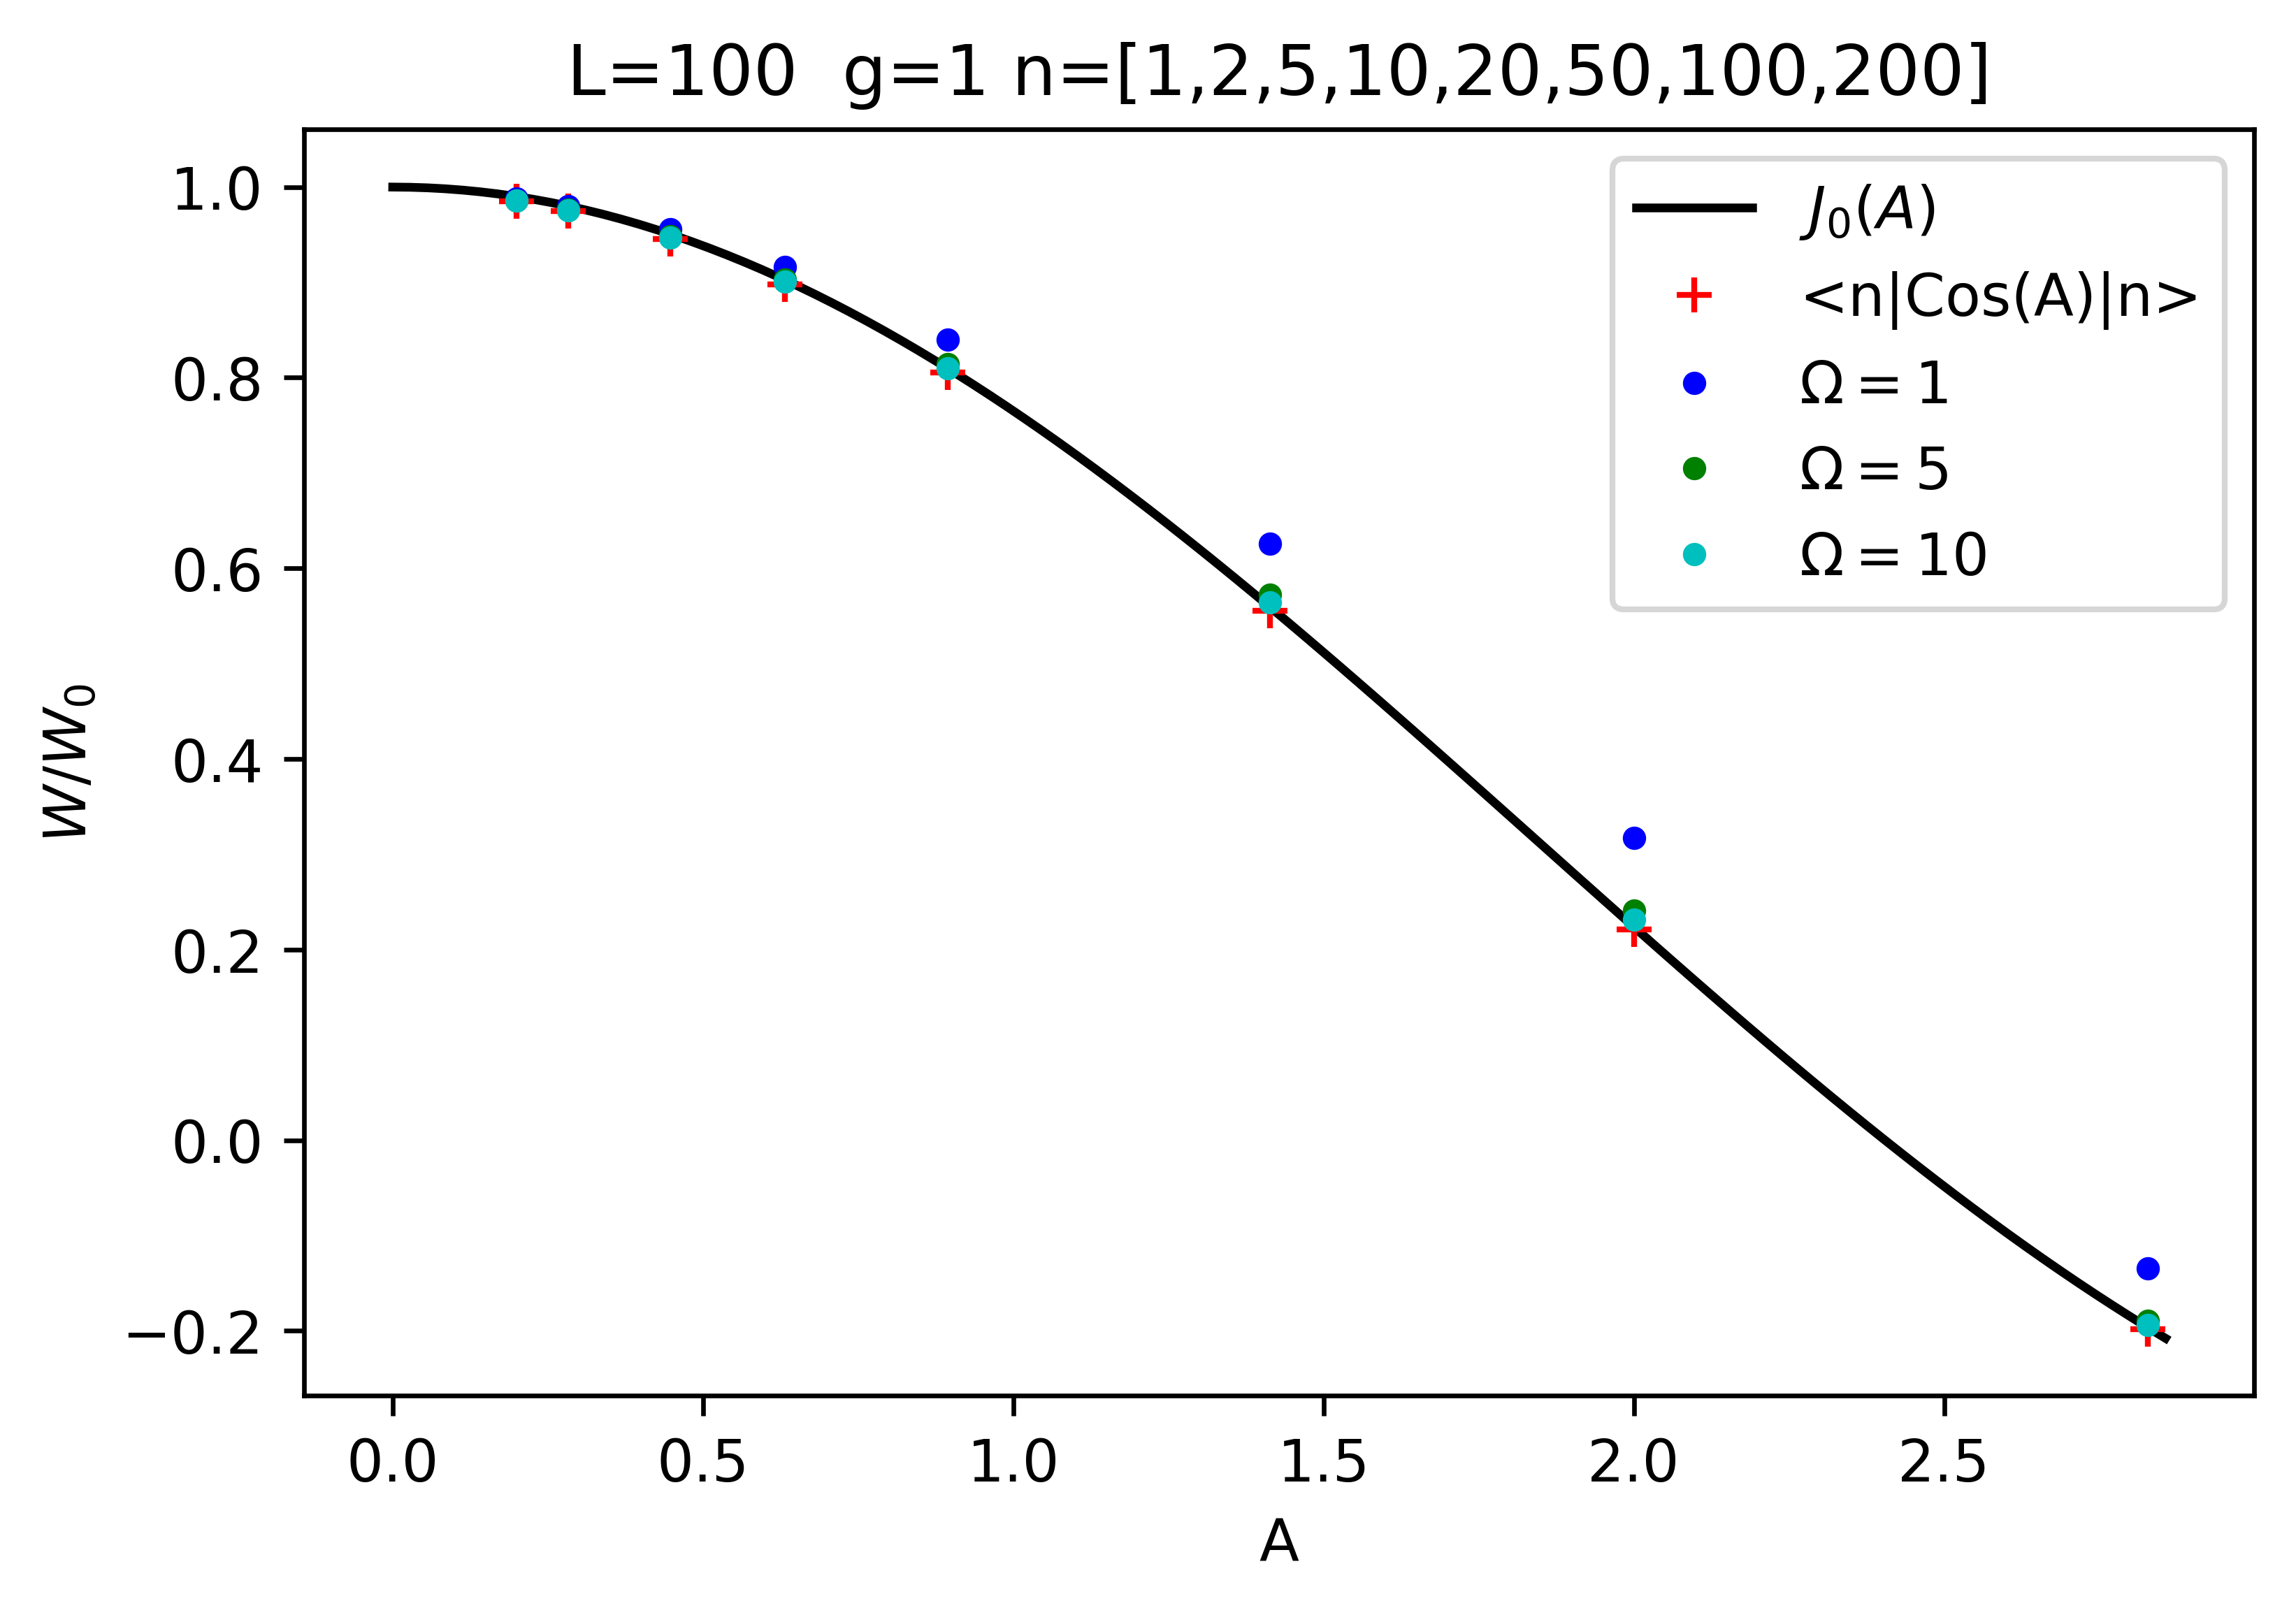 L=100  g=1 n=[1,2,5,10,20,50,100,200]
1.0
0.8
0.6
0.4
0.2
0.0
−0.2
W/W₀
J₀(A)
<n|Cos(A)|n>
Ω = 1
Ω = 5
Ω = 10
0.0 0.5 1.0 1.5 2.0 2.5
A